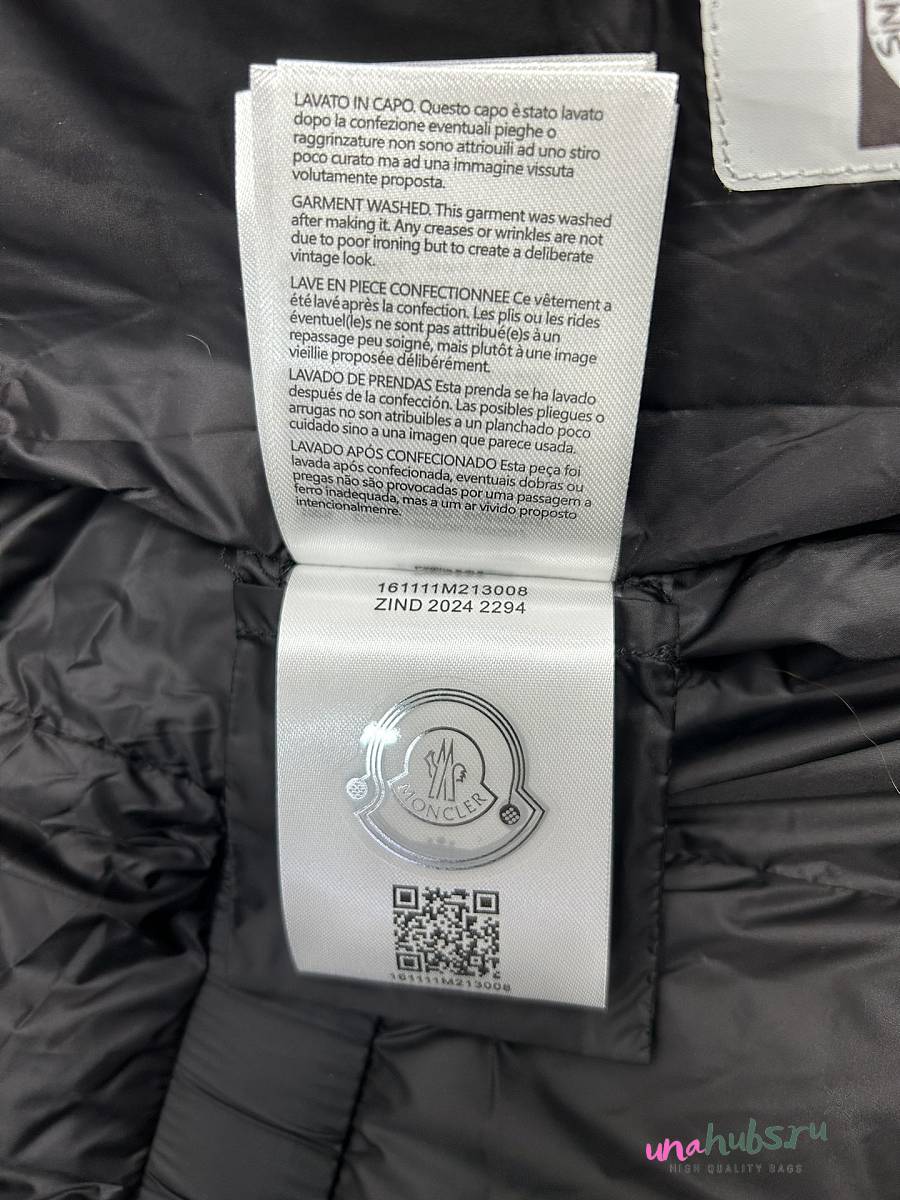 LAVATO IN CAPO. Questo capo è stato lavato
dopo la confezione eventuali pieghe o
raggrinzature non sono attriouili ad uno stiro
poco curato ma ad una immagine vissuta
volutamente proposta.
GARMENT WASHED. This garment was washed
after making it. Any creases or wrinkles are not
due to poor ironing but to create a deliberate
vintage look.
LAVE EN PIECE CONFECTIONNEE Ce vêtement a
été lavé après la confection. Les plis ou les rides
éventuel(le)s ne sont pas attribué(e)s à un
repassage peu soigné, mais plutôt à une image
vieillie proposée délibérément.
LAVADO DE PRENDAS Esta prenda se ha lavado
después de la confección. Las posibles pliegues o
arrugas no son atribuibles a un planchado poco
cuidado sino a una imagen que parece usada.
LAVADO APÓS CONFECIONADO Esta peça foi
lavada após confecionada, eventuais dobras ou
pregas não são provocadas por uma passagem a
ferro inadequada, mas a um ar vívido proposto
intencionalmenre.
161111M213008
ZIND 2024 2294
MONCLER
161111M213008
unahubs.ru
HIGH QUALITY BAGS